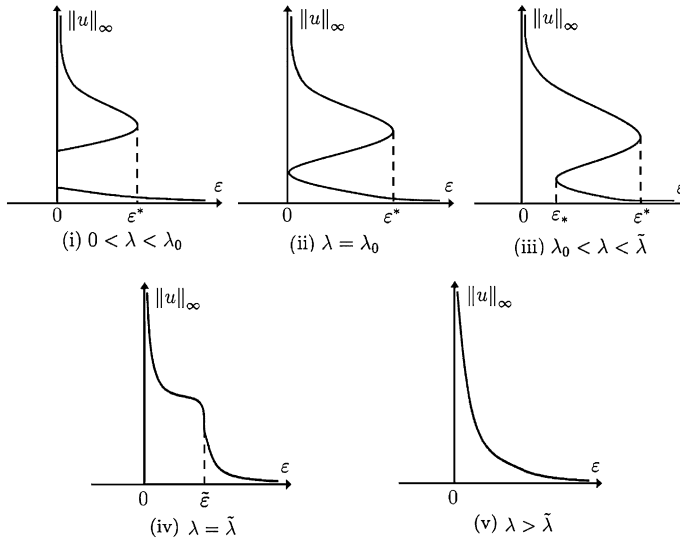 ‖u‖∞ ‖u‖∞ ‖u‖∞
ε ε ε
0 ε* 0 ε* 0 ε* ε*
(i) 0 < λ < λ₀ (ii) λ = λ₀ (iii) λ₀ < λ < λ̃
‖u‖∞ ‖u‖∞
ε ε
0 ε̃ 0
(iv) λ = λ̃ (v) λ > λ̃